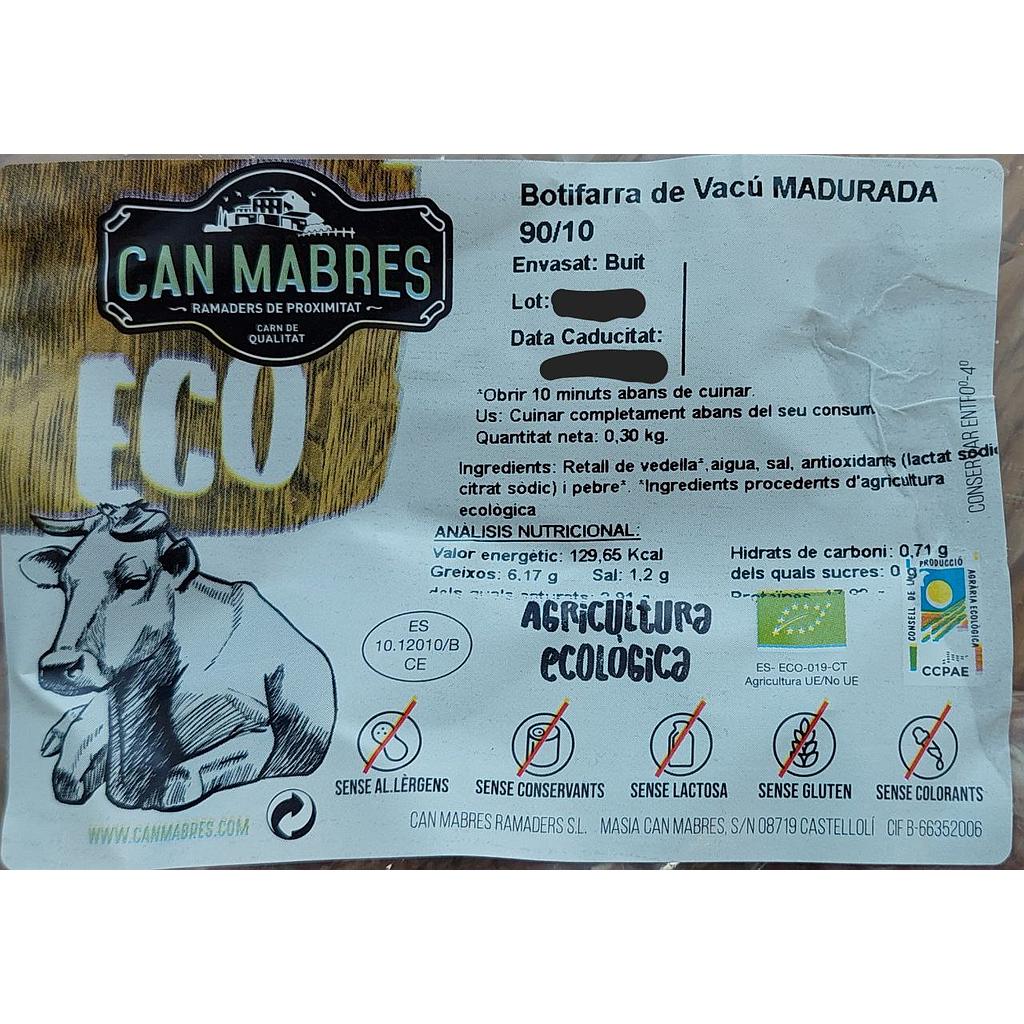 CAN MABRES
RAMADERS DE PROXIMITAT
CARN DE
QUALITAT
ECO
Botifarra de Vacú MADURADA
90/10
Envasat: Buit
Lot:
Data Caducitat:
*Obrir 10 minuts abans de cuinar.
Us: Cuinar completament abans del seu consum
Quantitat neta: 0,30 kg.
Ingredients: Retall de vedella*, aigua, sal, antioxidants (lactat sòdic
citrat sòdic) i pebre*. *Ingredients procedents d'agricultura
ecològica
CONSERVAR ENTF0º-4º
ANÀLISIS NUTRICIONAL:
Valor energètic: 129,65 Kcal
Greixos: 6,17 g Sal: 1,2 g
dels quals saturats:
Hidrats de carboni: 0,71 g
dels quals sucres: 0 g
Proteïnes:
ES
10.12010/B
CE
AGRICULTURA
ECOLÒGICA
ES- ECO-019-CT
Agricultura UE/No UE
CONSELL DE LA
PRODUCCIÓ
AGRÀRIA ECOLÒGICA
CCPAE
SENSE AL.LÈRGENS
SENSE CONSERVANTS
SENSE LACTOSA
SENSE GLUTEN
SENSE COLORANTS
WWW.CANMABRES.COM
CAN MABRES RAMADERS S.L. MASIA CAN MABRES, S/N 08719 CASTELLOLÍ CIF B-66352006